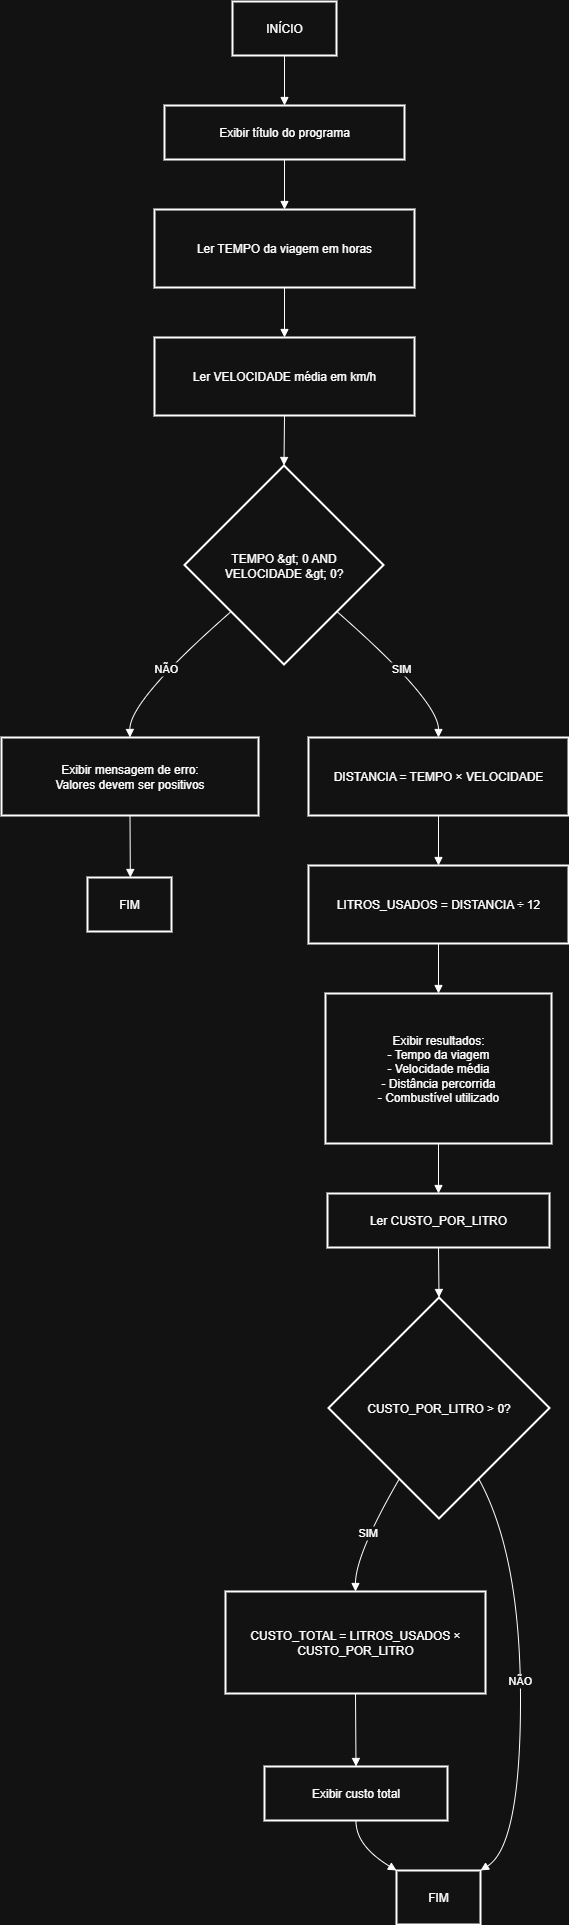 INÍCIO
Exibir título do programa
Ler TEMPO da viagem em horas
Ler VELOCIDADE média em km/h
TEMPO &gt; 0 AND
VELOCIDADE &gt; 0?
NÃO
SIM
Exibir mensagem de erro:
Valores devem ser positivos
DISTANCIA = TEMPO × VELOCIDADE
FIM
LITROS_USADOS = DISTANCIA ÷ 12
Exibir resultados:
- Tempo da viagem
- Velocidade média
- Distância percorrida
- Combustível utilizado
Ler CUSTO_POR_LITRO
CUSTO_POR_LITRO > 0?
SIM
CUSTO_TOTAL = LITROS_USADOS ×
CUSTO_POR_LITRO
NÃO
Exibir custo total
FIM